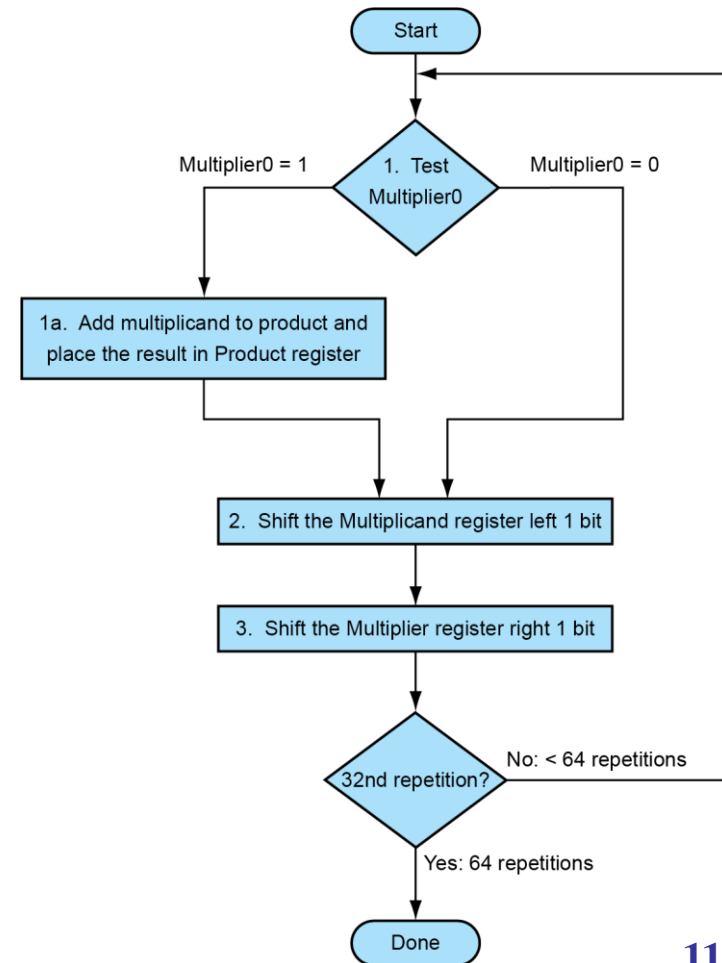 Start
Multiplier0 = 1
1. Test
Multiplier0
Multiplier0 = 0
1a. Add multiplicand to product and
place the result in Product register
2. Shift the Multiplicand register left 1 bit
3. Shift the Multiplier register right 1 bit
32nd repetition?
No: < 64 repetitions
Yes: 64 repetitions
Done
11